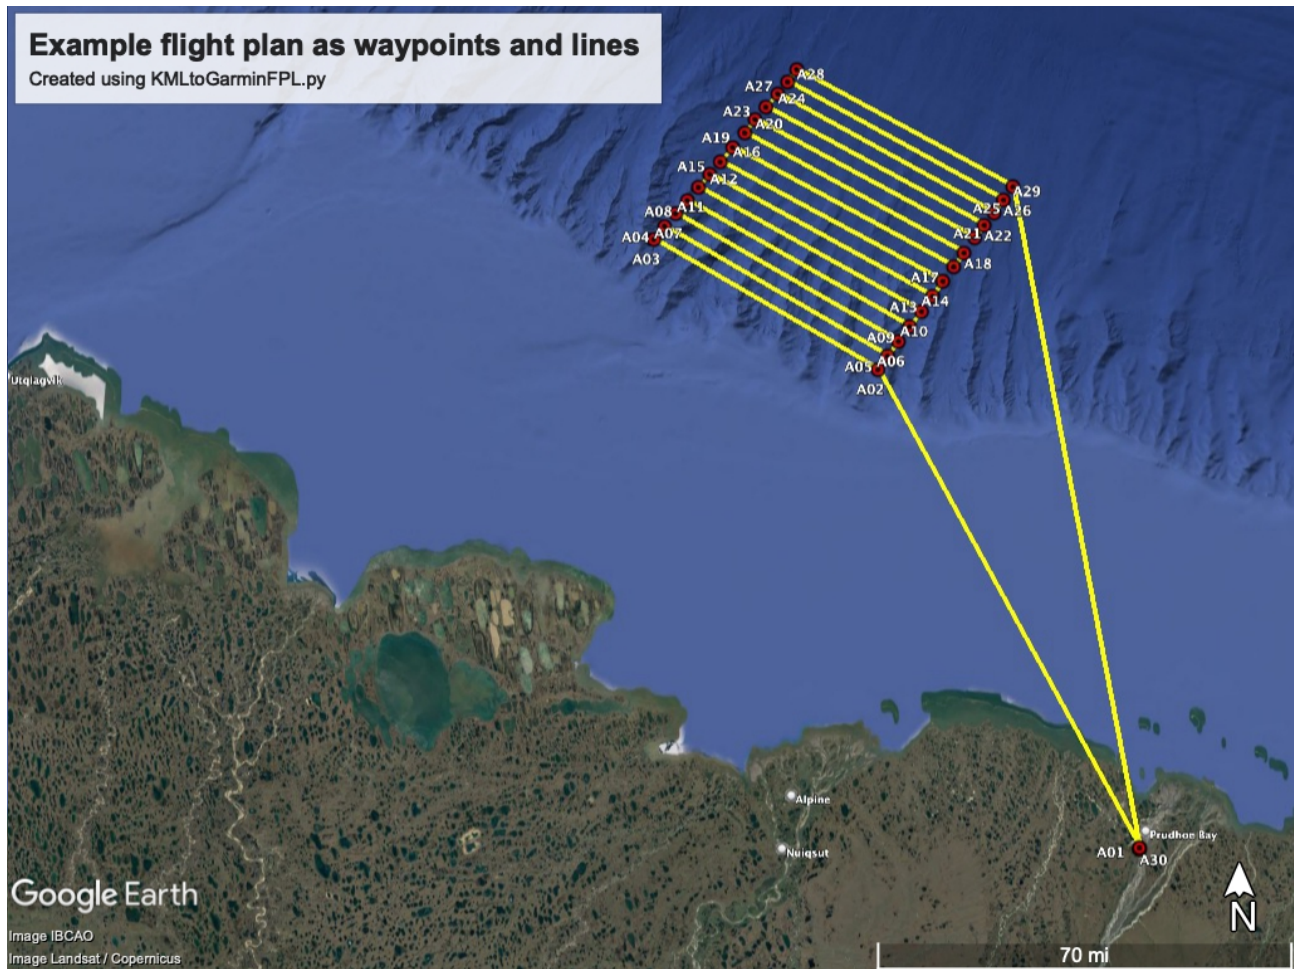 Example flight plan as waypoints and lines
Created using KMLtoGarminFPL.py
A28
A27
A24
A23
A20
A19
A16
A15
A12
A11
A08
A07
A04
A03
A29
A26
A25
A22
A21
A18
A17
A14
A13
A10
A09
A06
A05
A02
Utqiagvik
Alpine
Nuiqsut
Prudhoe Bay
A01
A30
N
Google Earth
Image IBCAO
Image Landsat / Copernicus
70 mi